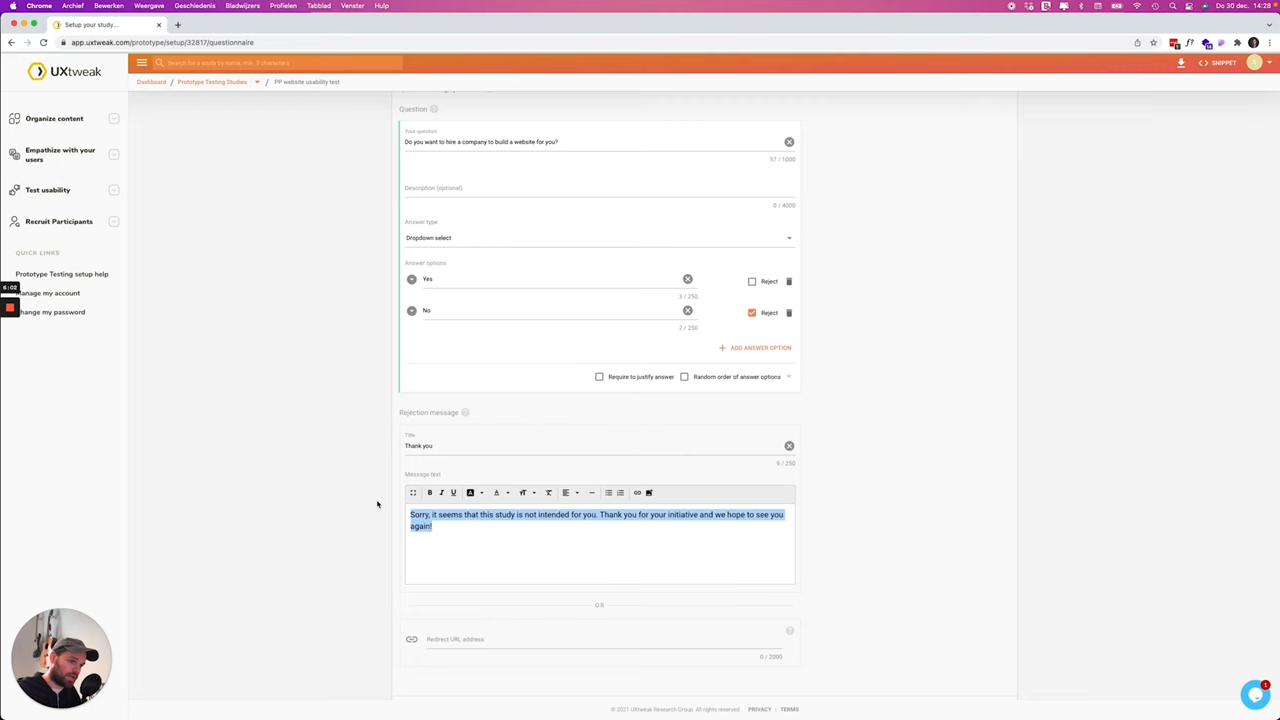 Chrome Archief Bewerken Weergave Geschiedenis Bladwijzers Profielen Tabblad Venster Help Do 30 dec. 14:28
Setup your study...
app.uxtweak.com/prototype/setup/32817/questionnaire
UXtweak
Search for a study by name, min. 3 characters
SNIPPET
Dashboard / Prototype Testing Studies / PP website usability test
Organize content
Empathize with your
users
Test usability
Recruit Participants
QUICK LINKS
Prototype Testing setup help
6:02
anage my account
hange my password
Question
Your question
Do you want to hire a company to build a website for you?
57 / 1000
Description (optional)
0 / 4000
Answer type
Dropdown select
Answer options
Yes
Reject
3 / 250
No
Reject
2 / 250
+ ADD ANSWER OPTION
Require to justify answer
Random order of answer options
Rejection message
Title
Thank you
9 / 250
Message text
Sorry, it seems that this study is not intended for you. Thank you for your initiative and we hope to see you
again!
OR
Redirect URL address
0 / 2000
© 2021 UXtweak Research Group. All rights reserved. PRIVACY TERMS
1